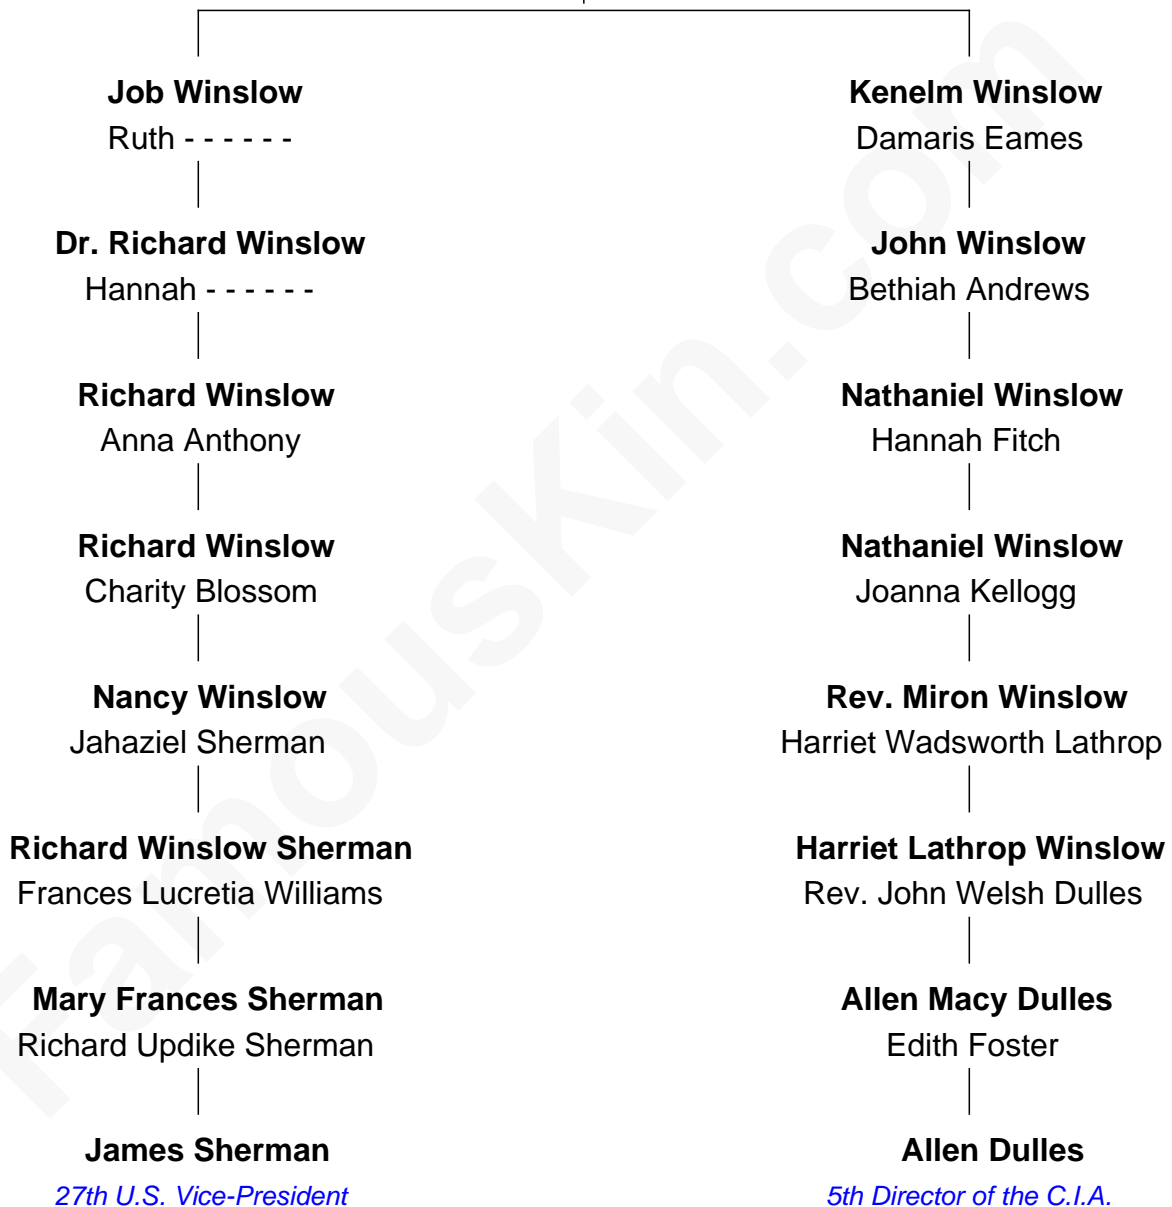 Job Winslow
Ruth - - - - - -
Kenelm Winslow
Damaris Eames
Dr. Richard Winslow
Hannah - - - - - -
John Winslow
Bethiah Andrews
Richard Winslow
Anna Anthony
Nathaniel Winslow
Hannah Fitch
Richard Winslow
Charity Blossom
Nathaniel Winslow
Joanna Kellogg
Nancy Winslow
Jahaziel Sherman
Rev. Miron Winslow
Harriet Wadsworth Lathrop
Richard Winslow Sherman
Frances Lucretia Williams
Harriet Lathrop Winslow
Rev. John Welsh Dulles
Mary Frances Sherman
Richard Updike Sherman
Allen Macy Dulles
Edith Foster
James Sherman
27th U.S. Vice-President
Allen Dulles
5th Director of the C.I.A.
FamousKin.com